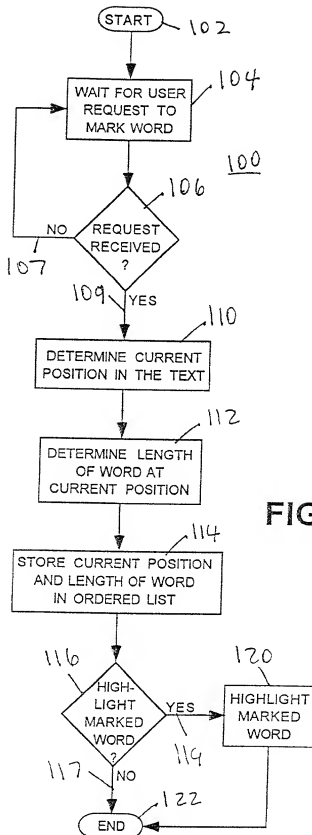 START
102
WAIT FOR USER
REQUEST TO
MARK WORD
104
100
106
REQUEST
RECEIVED
?
NO
107
109
YES
110
DETERMINE CURRENT
POSITION IN THE TEXT
112
DETERMINE LENGTH
OF WORD AT
CURRENT POSITION
FIG
114
STORE CURRENT POSITION
AND LENGTH OF WORD
IN ORDERED LIST
116
HIGH-
LIGHT
MARKED
WORD
?
YES
119
120
HIGHLIGHT
MARKED
WORD
117
NO
END
122